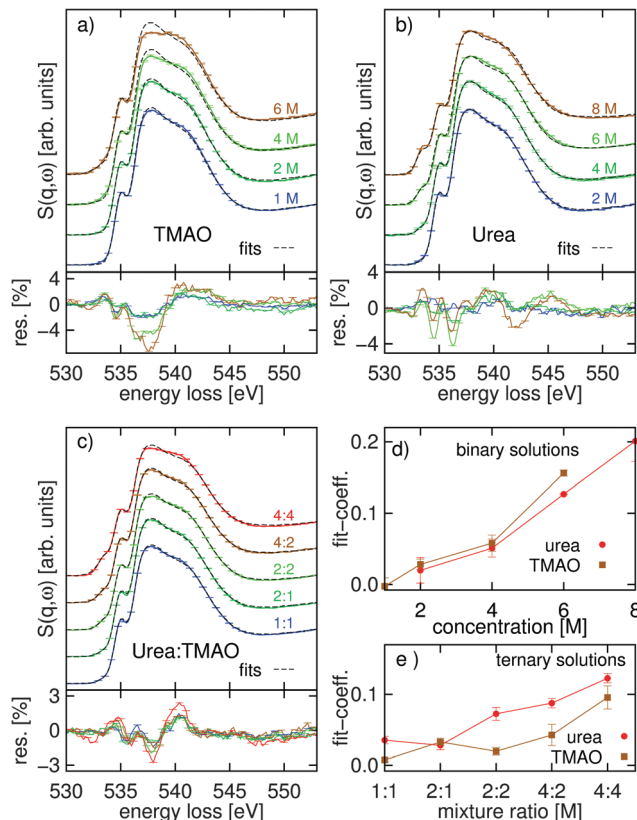 a)
S(q,ω) [arb. units]
6 M
4 M
2 M
1 M
TMAO
fits
res. [%]
4
0
−4
530 535 540 545 550
energy loss [eV]
b)
S(q,ω) [arb. units]
8 M
6 M
4 M
2 M
Urea
fits
res. [%]
4
0
−4
530 535 540 545 550
energy loss [eV]
c)
S(q,ω) [arb. units]
4:4
4:2
2:2
2:1
1:1
Urea:TMAO
fits
res. [%]
3
0
−3
530 535 540 545 550
energy loss [eV]
d)
binary solutions
fit−coeff.
0.2
0.1
0.0
urea
TMAO
2 4 6 8
concentration [M]
e )
ternary solutions
fit−coeff.
0.1
0.0
urea
TMAO
1:1 2:1 2:2 4:2 4:4
mixture ratio [M]